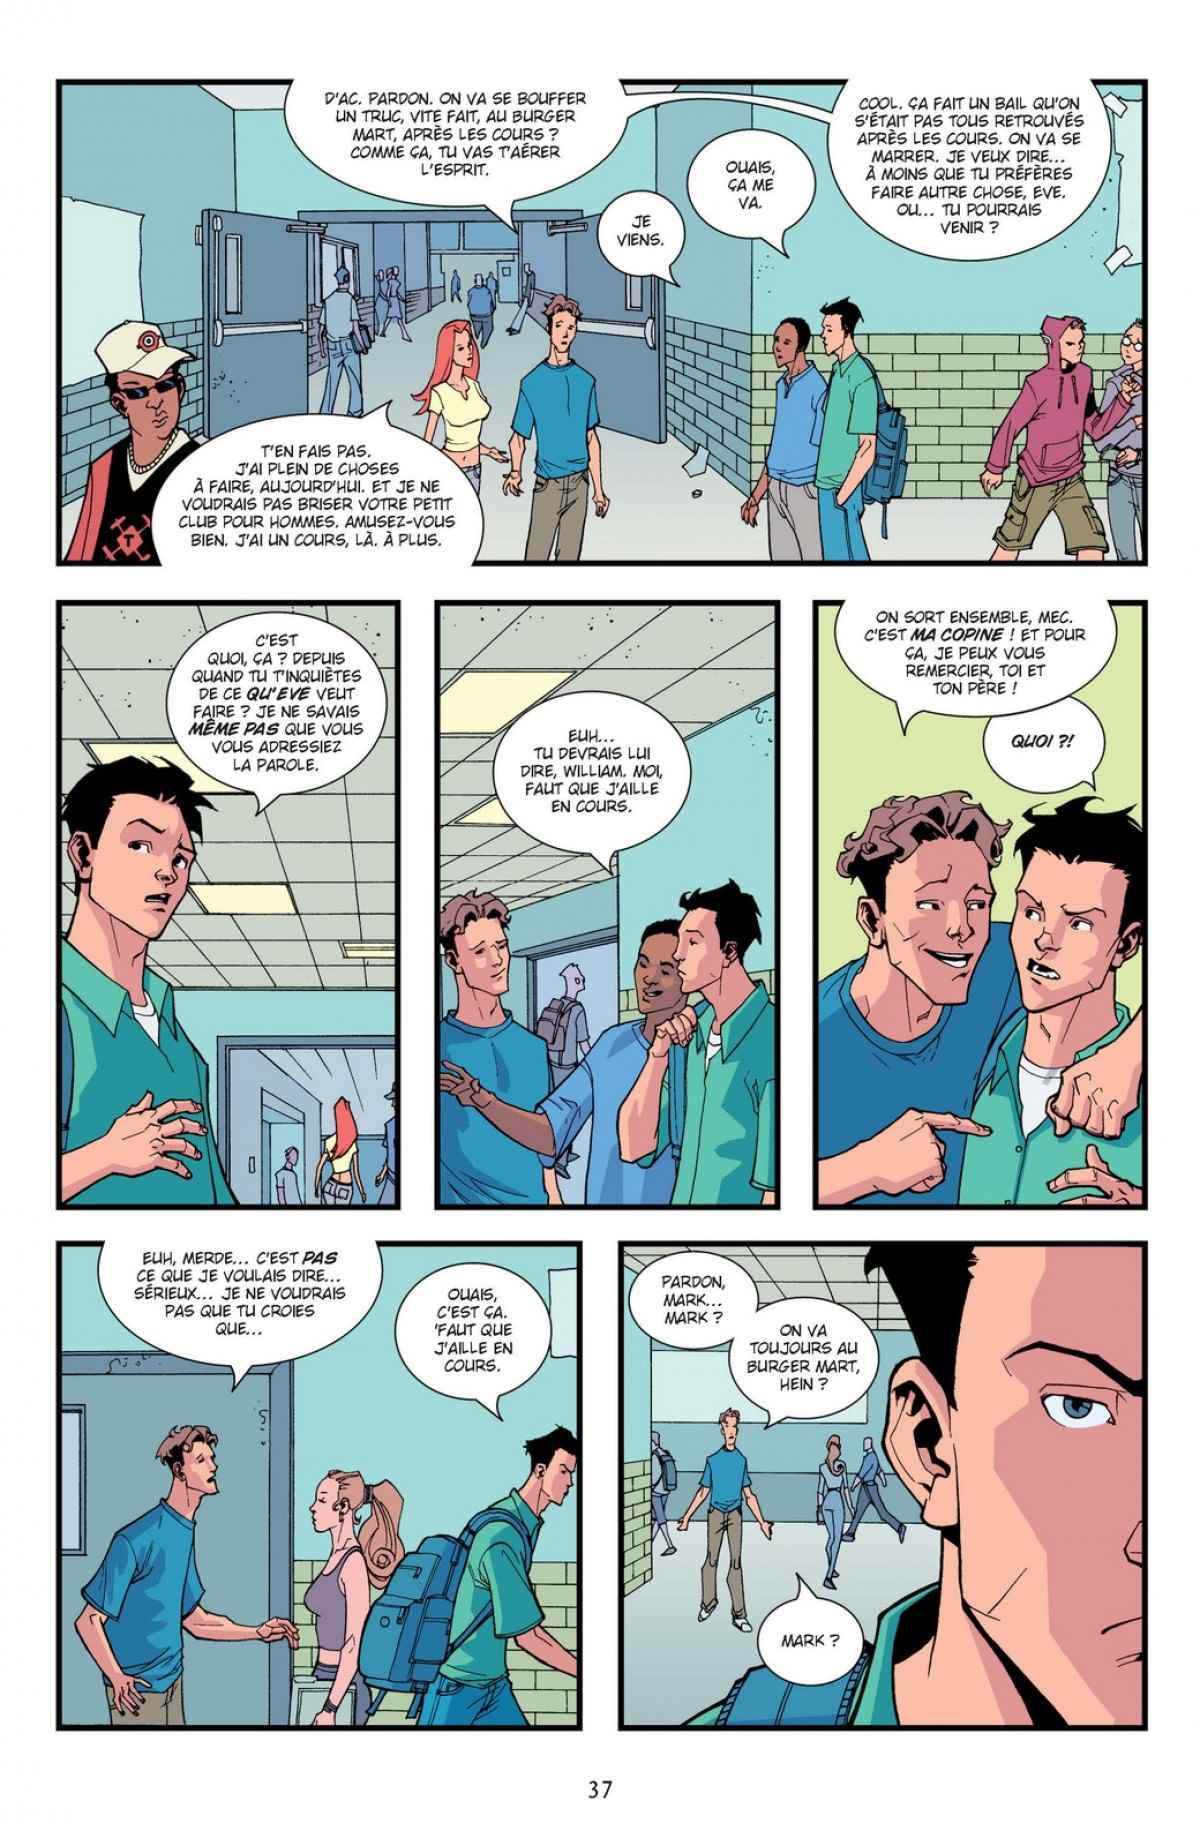 D'AC. PARDON. ON VA SE BOUFFER
UN TRUC, VITE FAIT, AU BURGER
MART, APRÈS LES COURS ?
COMME ÇA, TU VAS T'AÉRER
L'ESPRIT.
JE
VIENS.
OUAIS,
ÇA ME
VA.
COOL. ÇA FAIT UN BAIL QU'ON
S'ÉTAIT PAS TOUS RETROUVÉS
APRÈS LES COURS. ON VA SE
MARRER. JE VEUX DIRE...
À MOINS QUE TU PRÉFÈRES
FAIRE AUTRE CHOSE, EVE.
OU... TU POURRAIS
VENIR ?
T'EN FAIS PAS.
J'AI PLEIN DE CHOSES
À FAIRE, AUJOURD'HUI. ET JE NE
VOUDRAIS PAS BRISER VOTRE PETIT
CLUB POUR HOMMES. AMUSEZ-VOUS
BIEN. J'AI UN COURS, LÀ. À PLUS.
T
C'EST
QUOI, ÇA ? DEPUIS
QUAND TU T'INQUIÈTES
DE CE QU'EVE VEUT
FAIRE ? JE NE SAVAIS
MÊME PAS QUE VOUS
VOUS ADRESSIEZ
LA PAROLE.
EUH...
TU DEVRAIS LUI
DIRE, WILLIAM. MOI,
FAUT QUE J'AILLE
EN COURS.
ON SORT ENSEMBLE, MEC.
C'EST MA COPINE ! ET POUR
ÇA, JE PEUX VOUS
REMERCIER, TOI ET
TON PÈRE !
QUOI ?!
EUH, MERDE... C'EST PAS
CE QUE JE VOULAIS DIRE...
SÉRIEUX... JE NE VOUDRAIS
PAS QUE TU CROIES
QUE...
OUAIS,
C'EST ÇA.
'FAUT QUE
J'AILLE EN
COURS.
PARDON,
MARK...
MARK ?
ON VA
TOUJOURS AU
BURGER MART,
HEIN ?
MARK ?
37